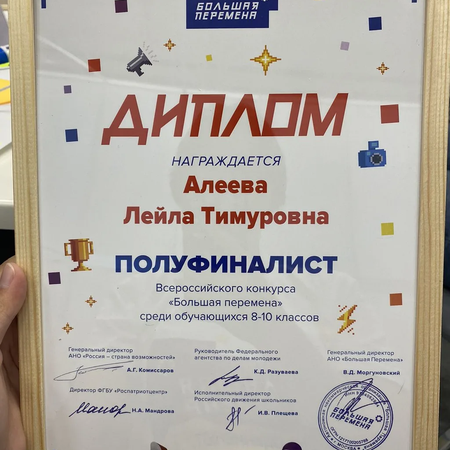 БОЛЬШАЯ
ПЕРЕМЕНА
ДИПЛОМ
НАГРАЖДАЕТСЯ
Алеева
Лейла Тимуровна
ПОЛУФИНАЛИСТ
Всероссийского конкурса
«Большая перемена»
среди обучающихся 8-10 классов
Генеральный директор
АНО «Россия – страна возможностей»
А.Г. Комиссаров
Руководитель Федерального
агентства по делам молодежи
К.Д. Разуваева
Генеральный директор
АНО «Большая Перемена»
В.Д. Моргуновский
Директор ФГБУ «Роспатриотцентр»
Н.А. Мандрова
Исполнительный директор
Российского движения школьников
И.В. Плещева
БОЛЬШАЯ
ПЕРЕМЕНА